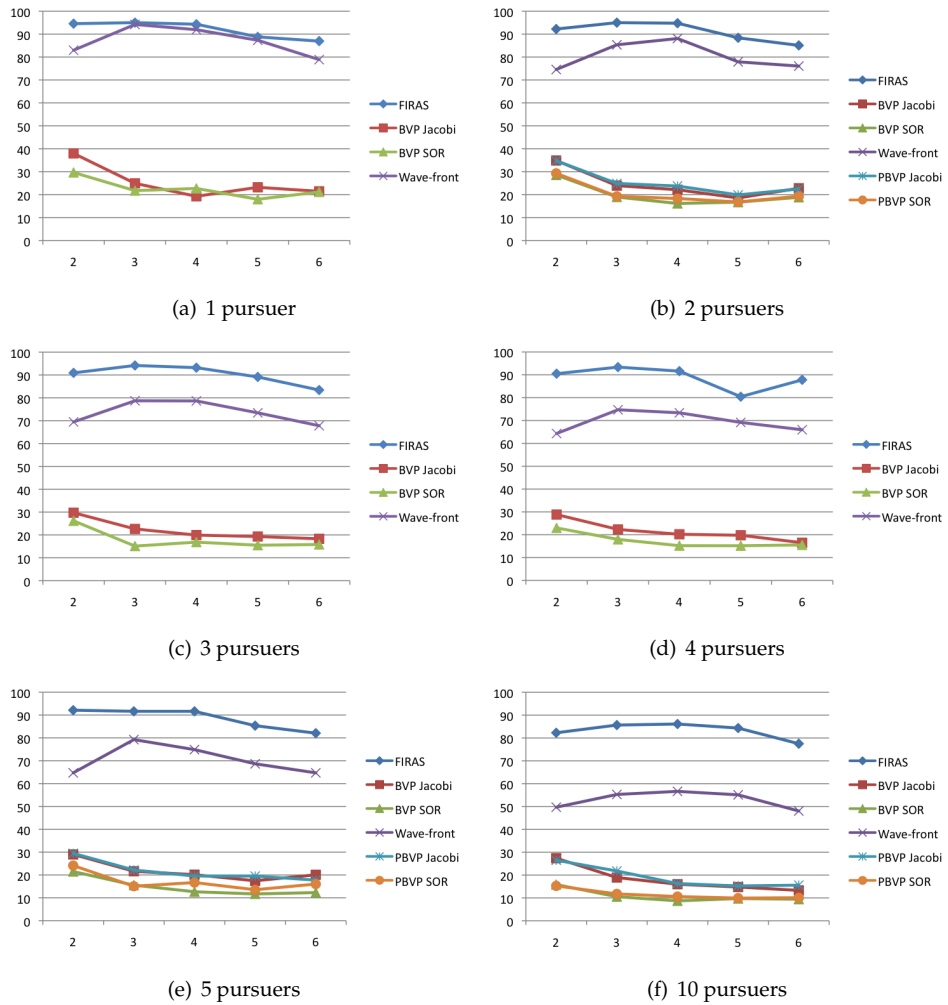 100
90
80
70
60
50
40
30
20
10
0
2 3 4 5 6
FIRAS
BVP Jacobi
BVP SOR
Wave-front
(a) 1 pursuer
100
90
80
70
60
50
40
30
20
10
0
2 3 4 5 6
FIRAS
BVP Jacobi
BVP SOR
Wave-front
PBVP Jacobi
PBVP SOR
(b) 2 pursuers
100
90
80
70
60
50
40
30
20
10
0
2 3 4 5 6
FIRAS
BVP Jacobi
BVP SOR
Wave-front
(c) 3 pursuers
100
90
80
70
60
50
40
30
20
10
0
2 3 4 5 6
FIRAS
BVP Jacobi
BVP SOR
Wave-front
(d) 4 pursuers
100
90
80
70
60
50
40
30
20
10
0
2 3 4 5 6
FIRAS
BVP Jacobi
BVP SOR
Wave-front
PBVP Jacobi
PBVP SOR
(e) 5 pursuers
100
90
80
70
60
50
40
30
20
10
0
2 3 4 5 6
FIRAS
BVP Jacobi
BVP SOR
Wave-front
PBVP Jacobi
PBVP SOR
(f) 10 pursuers